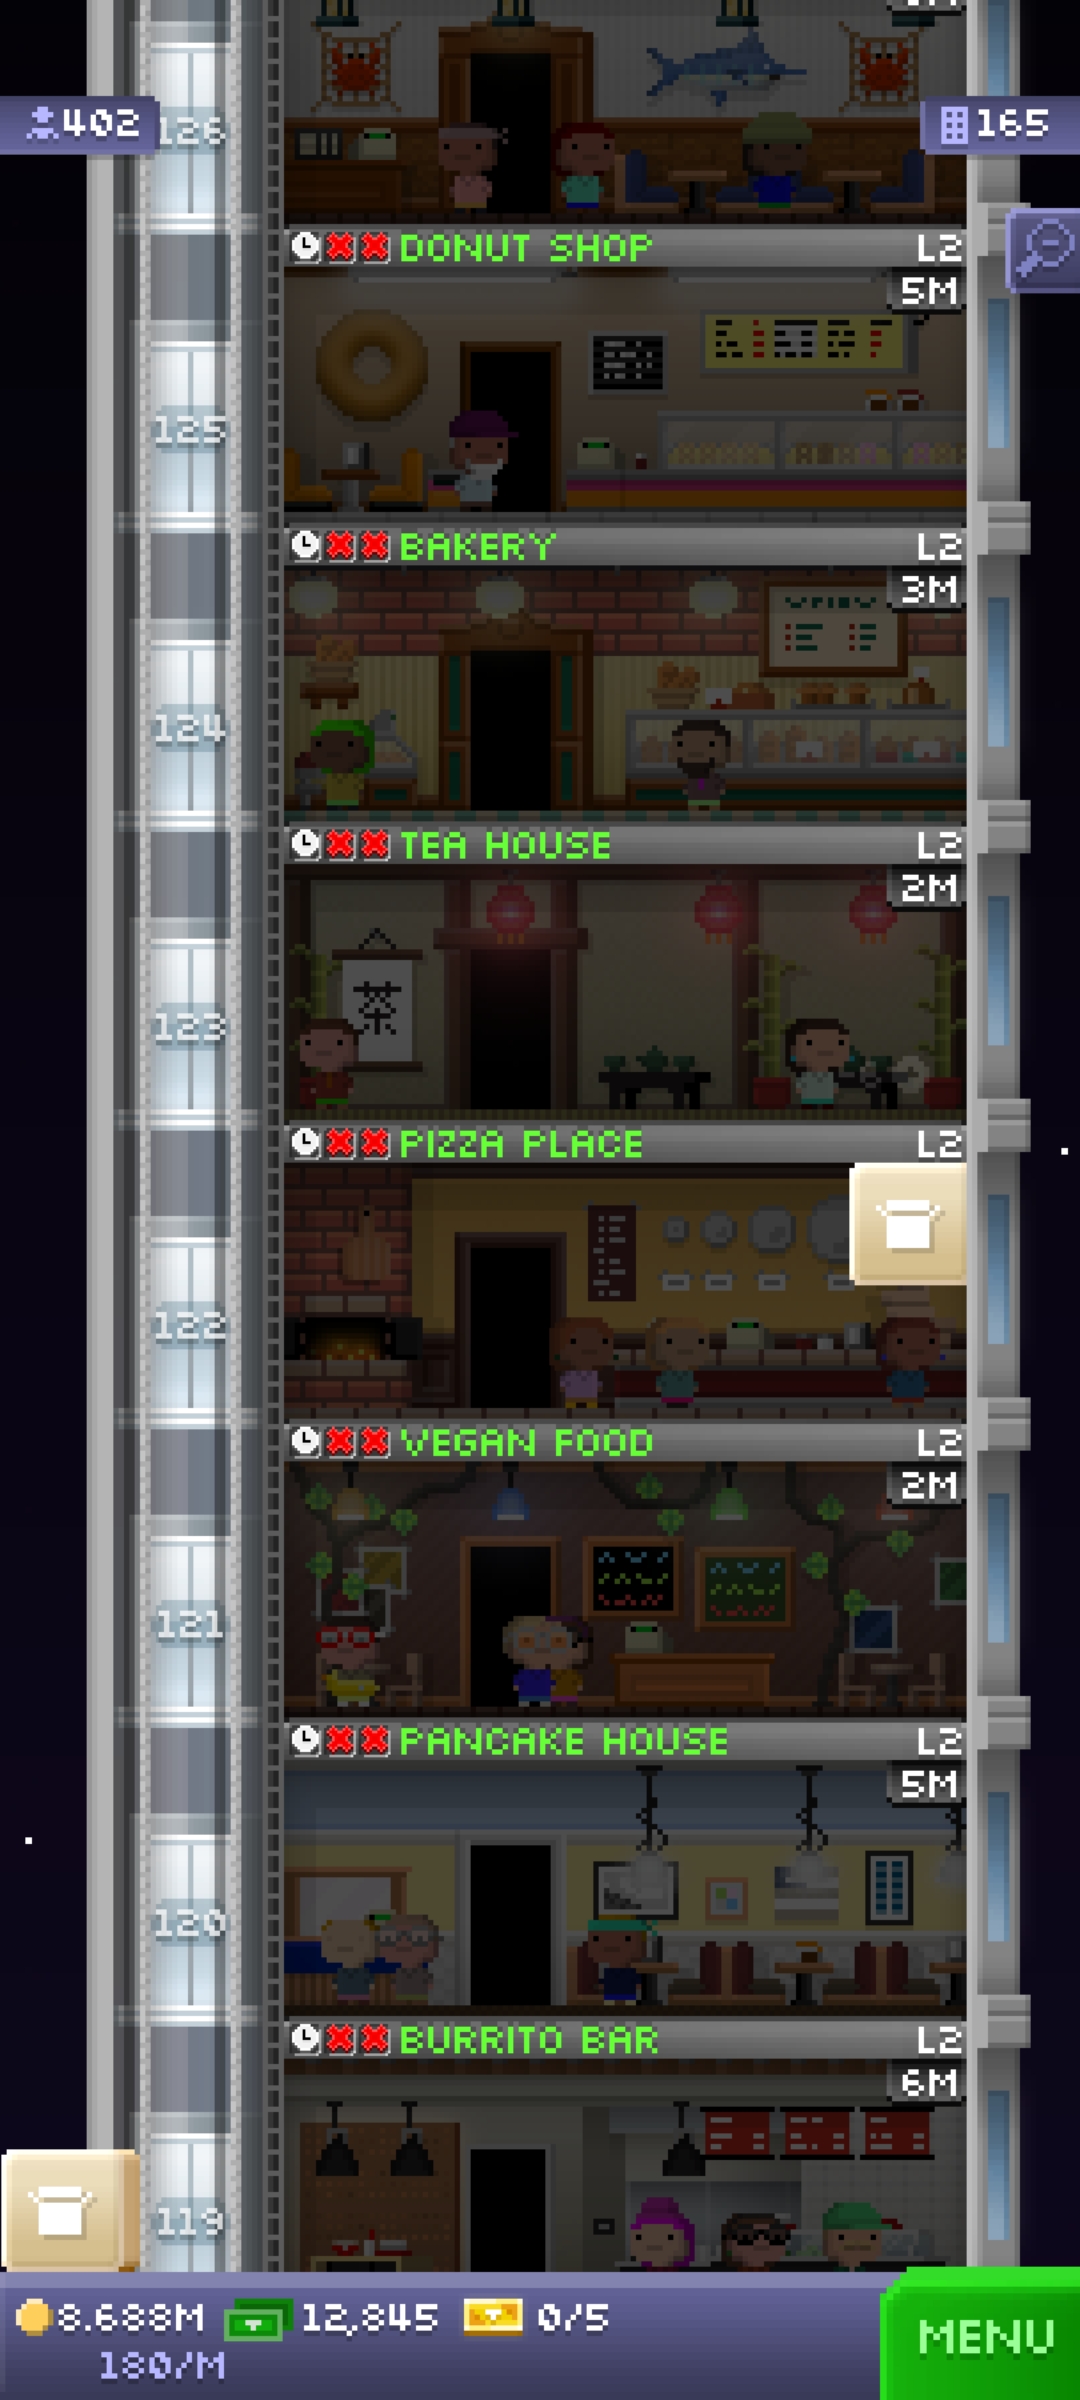 402
126
165
DONUT SHOP L2
5M
125
BAKERY L2
3M
124
TEA HOUSE L2
2M
茶
123
PIZZA PLACE L2
122
VEGAN FOOD L2
2M
121
PANCAKE HOUSE L2
5M
120
BURRITO BAR L2
6M
119
8.688M 12,845 0/5
180/M
MENU